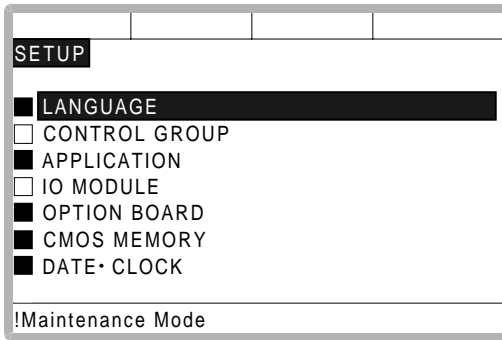 SETUP
LANGUAGE
CONTROL GROUP
APPLICATION
IO MODULE
OPTION BOARD
CMOS MEMORY
DATE・CLOCK
!Maintenance Mode